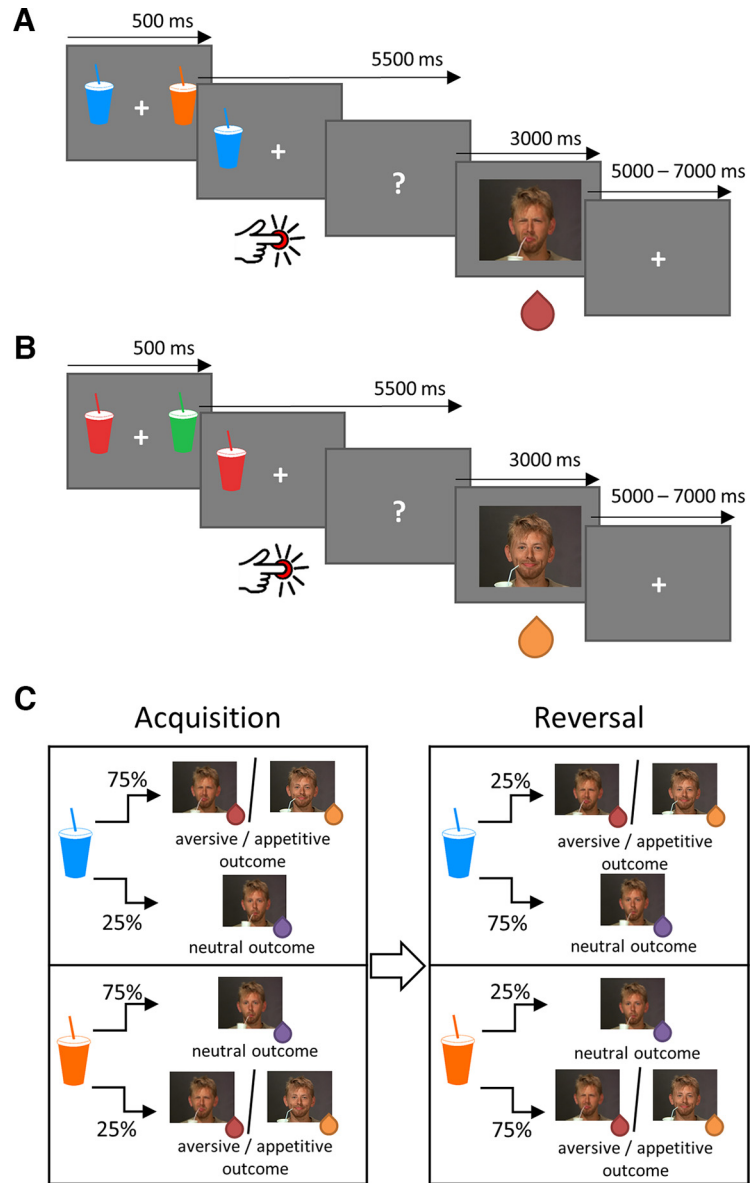 A
500 ms
5500 ms
3000 ms
5000 – 7000 ms
+
+
?
+
B
500 ms
5500 ms
3000 ms
5000 – 7000 ms
+
+
?
+
C
Acquisition
75%
aversive / appetitive
outcome
25%
neutral outcome
75%
neutral outcome
25%
aversive / appetitive
outcome
Reversal
25%
aversive / appetitive
outcome
75%
neutral outcome
25%
neutral outcome
75%
aversive / appetitive
outcome